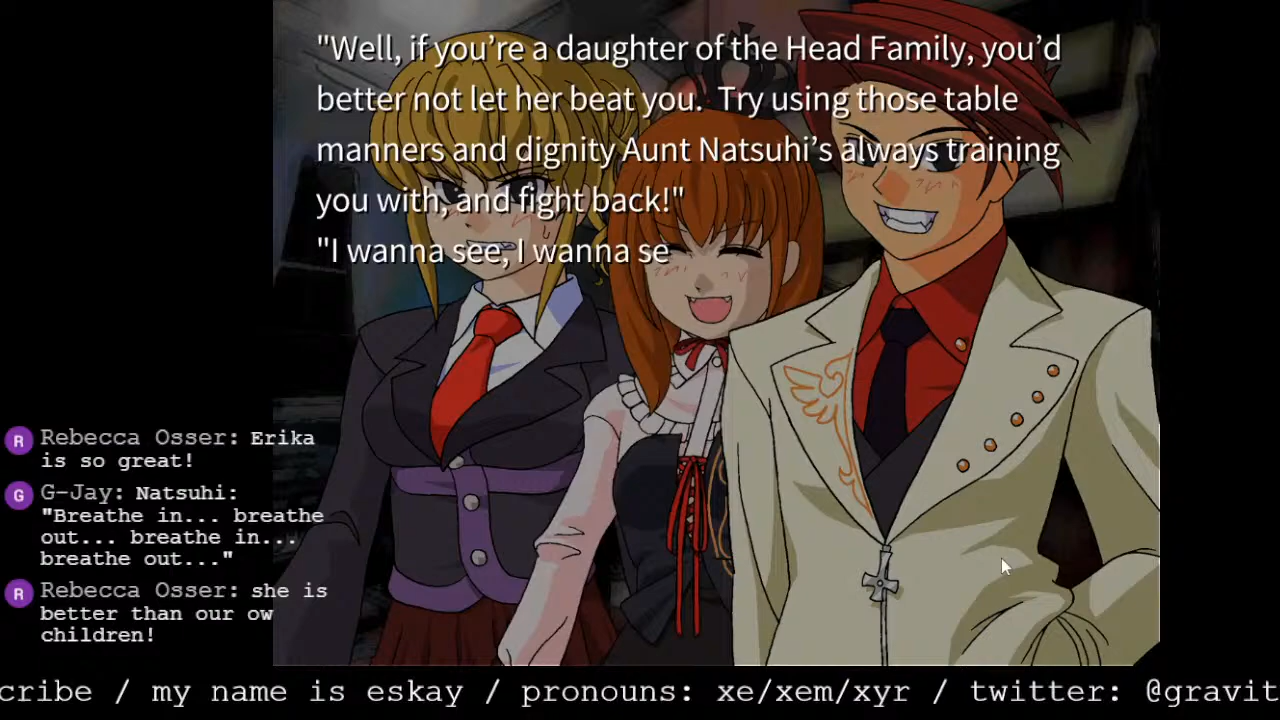 "Well, if you’re a daughter of the Head Family, you’d
better not let her beat you.  Try using those table
manners and dignity Aunt Natsuhi’s always training
you with, and fight back!"
"I wanna see, I wanna se
R Rebecca Osser: Erika
is so great!
G G-Jay: Natsuhi:
"Breathe in... breathe
out... breathe in...
breathe out..."
R Rebecca Osser: she is
better than our ow
children!
cribe / my name is eskay / pronouns: xe/xem/xyr / twitter: @gravit